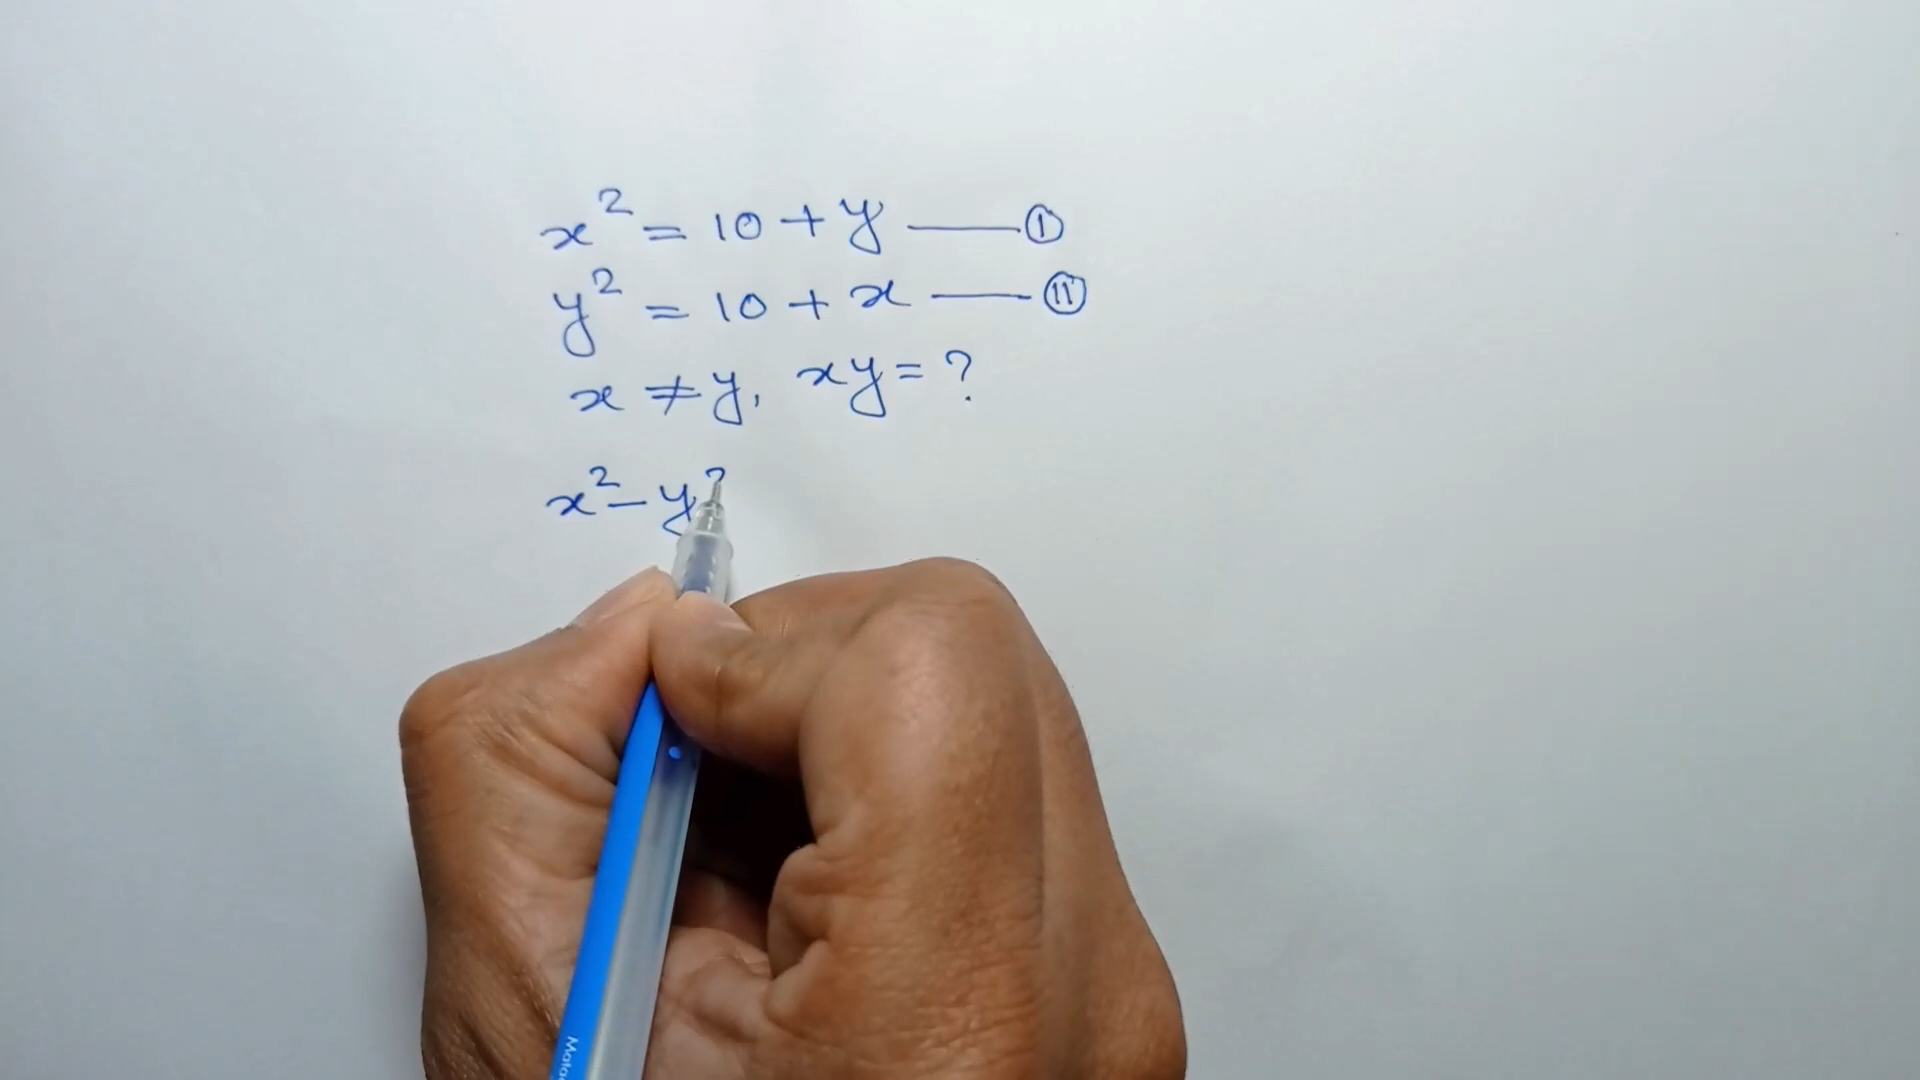 x² = 10 + y —— ①
y² = 10 + x —— ⑪
x ≠ y, xy = ?
x² - y²